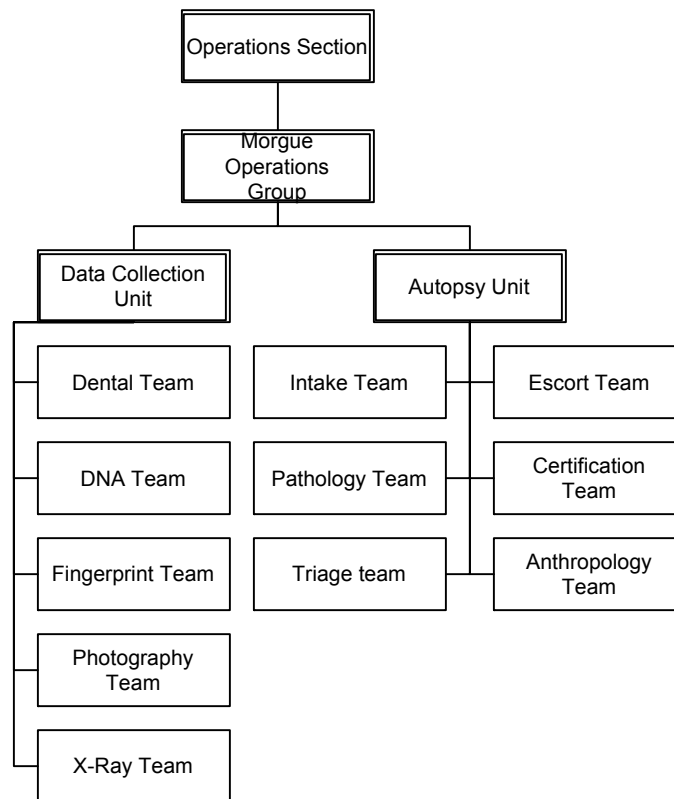 Operations Section
Morgue
Operations
Group
Data Collection
Unit
Autopsy Unit
Dental Team
Intake Team
Escort Team
DNA Team
Pathology Team
Certification
Team
Fingerprint Team
Triage team
Anthropology
Team
Photography
Team
X-Ray Team